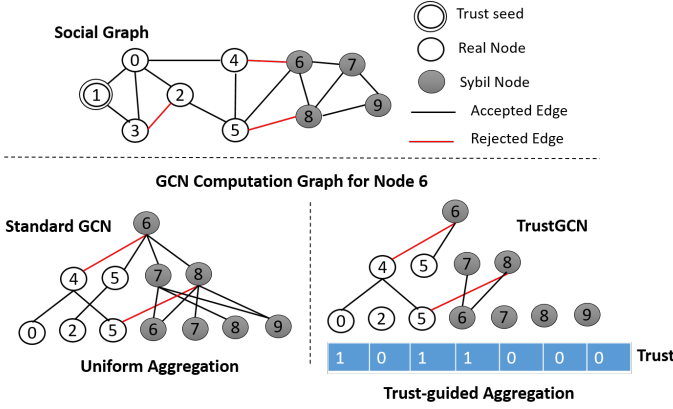 Social Graph
Trust seed
Real Node
Sybil Node
Accepted Edge
Rejected Edge
0 4 6 7
1 2 9
3 5 8
GCN Computation Graph for Node 6
Standard GCN
6
4 5 7 8
0 2 5 6 7 8 9
Uniform Aggregation
TrustGCN
6
4 5 7 8
0 2 5 6 7 8 9
1 0 1 1 0 0 0 Trust
Trust-guided Aggregation